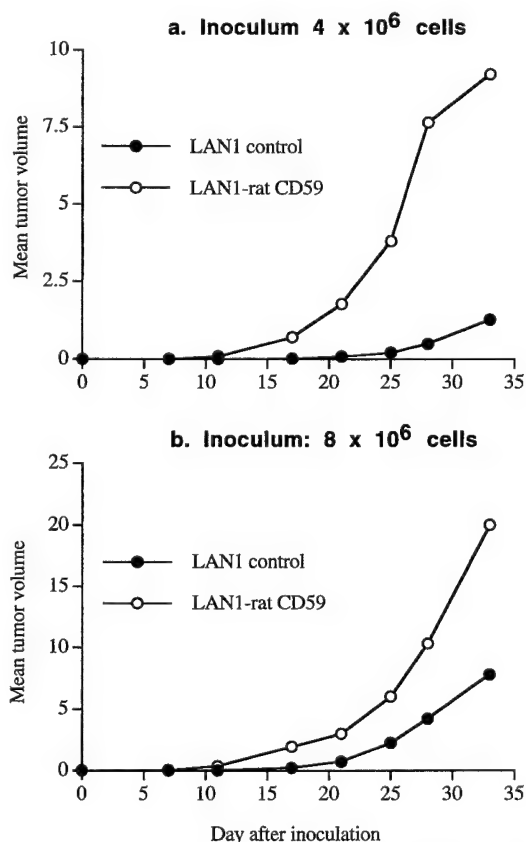 a. Inoculum 4 x 10⁶ cells
10
7.5
5
2.5
0
Mean tumor volume
LAN1 control
LAN1-rat CD59
0 5 10 15 20 25 30 35
b. Inoculum: 8 x 10⁶ cells
25
20
15
10
5
0
Mean tumor volume
LAN1 control
LAN1-rat CD59
0 5 10 15 20 25 30 35
Day after inoculation